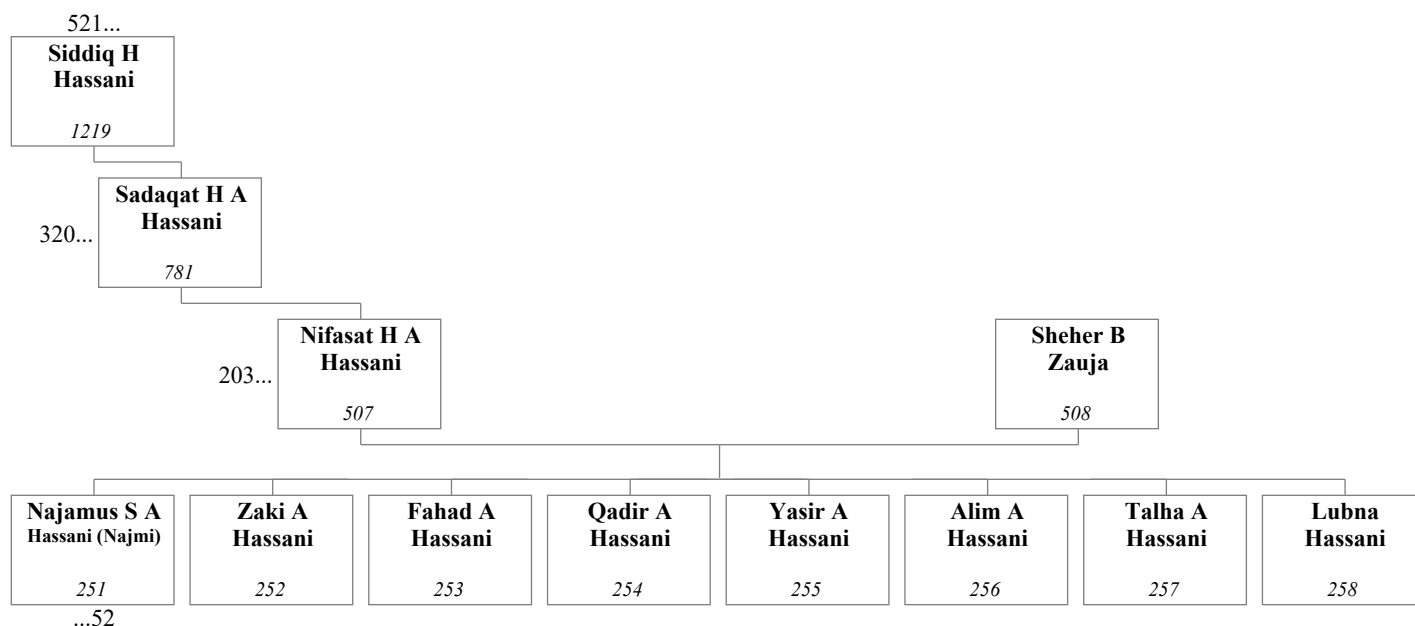 521...
Siddiq H
Hassani
1219
Sadaqat H A
Hassani
320...
781
Nifasat H A
Hassani
203...
507
Sheher B
Zauja
508
Najamus S A
Hassani (Najmi)
251
...52
Zaki A
Hassani
252
Fahad A
Hassani
253
Qadir A
Hassani
254
Yasir A
Hassani
255
Alim A
Hassani
256
Talha A
Hassani
257
Lubna
Hassani
258